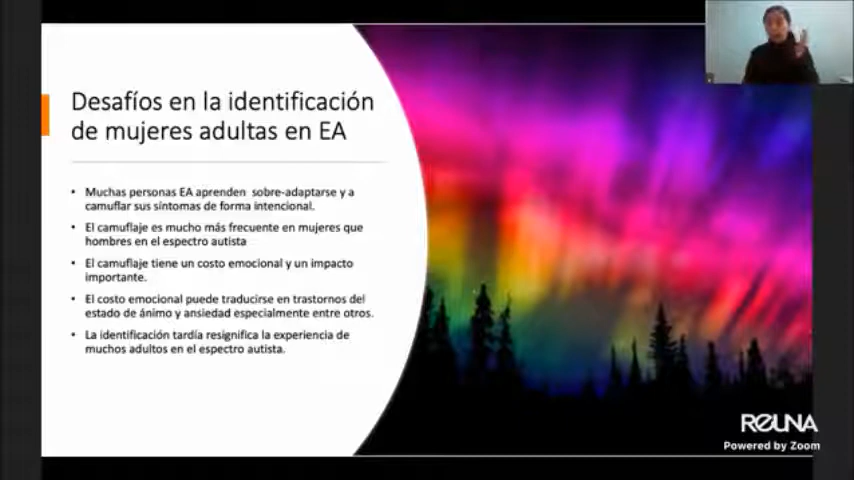 Desafíos en la identificación
de mujeres adultas en EA
• Muchas personas EA aprenden sobre-adaptarse y a
camuflar sus síntomas de forma intencional.
• El camuflaje es mucho más frecuente en mujeres que
hombres en el espectro autista
• El camuflaje tiene un costo emocional y un impacto
importante.
• El costo emocional puede traducirse en trastornos del
estado de ánimo y ansiedad especialmente entre otros.
• La identificación tardía resignifica la experiencia de
muchos adultos en el espectro autista.
REUNA
Powered by Zoom